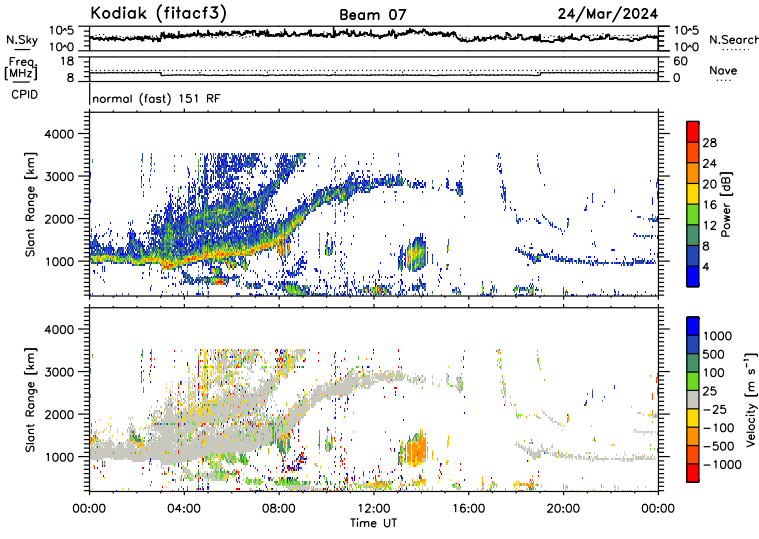 Kodiak (fitacf3) Beam 07 24/Mar/2024
N.Sky 10^5 10^0 10^5 10^0 N.Search
Freq. [MHz] 18 8 60 0 Nave
CPID normal (fast) 151 RF
Slant Range [km] 4000 3000 2000 1000
28 24 20 16 12 8 4 Power [dB]
Slant Range [km] 4000 3000 2000 1000
1000 500 100 25 −25 −100 −500 −1000 Velocity [m s⁻¹]
00:00 04:00 08:00 12:00 16:00 20:00 00:00
Time UT